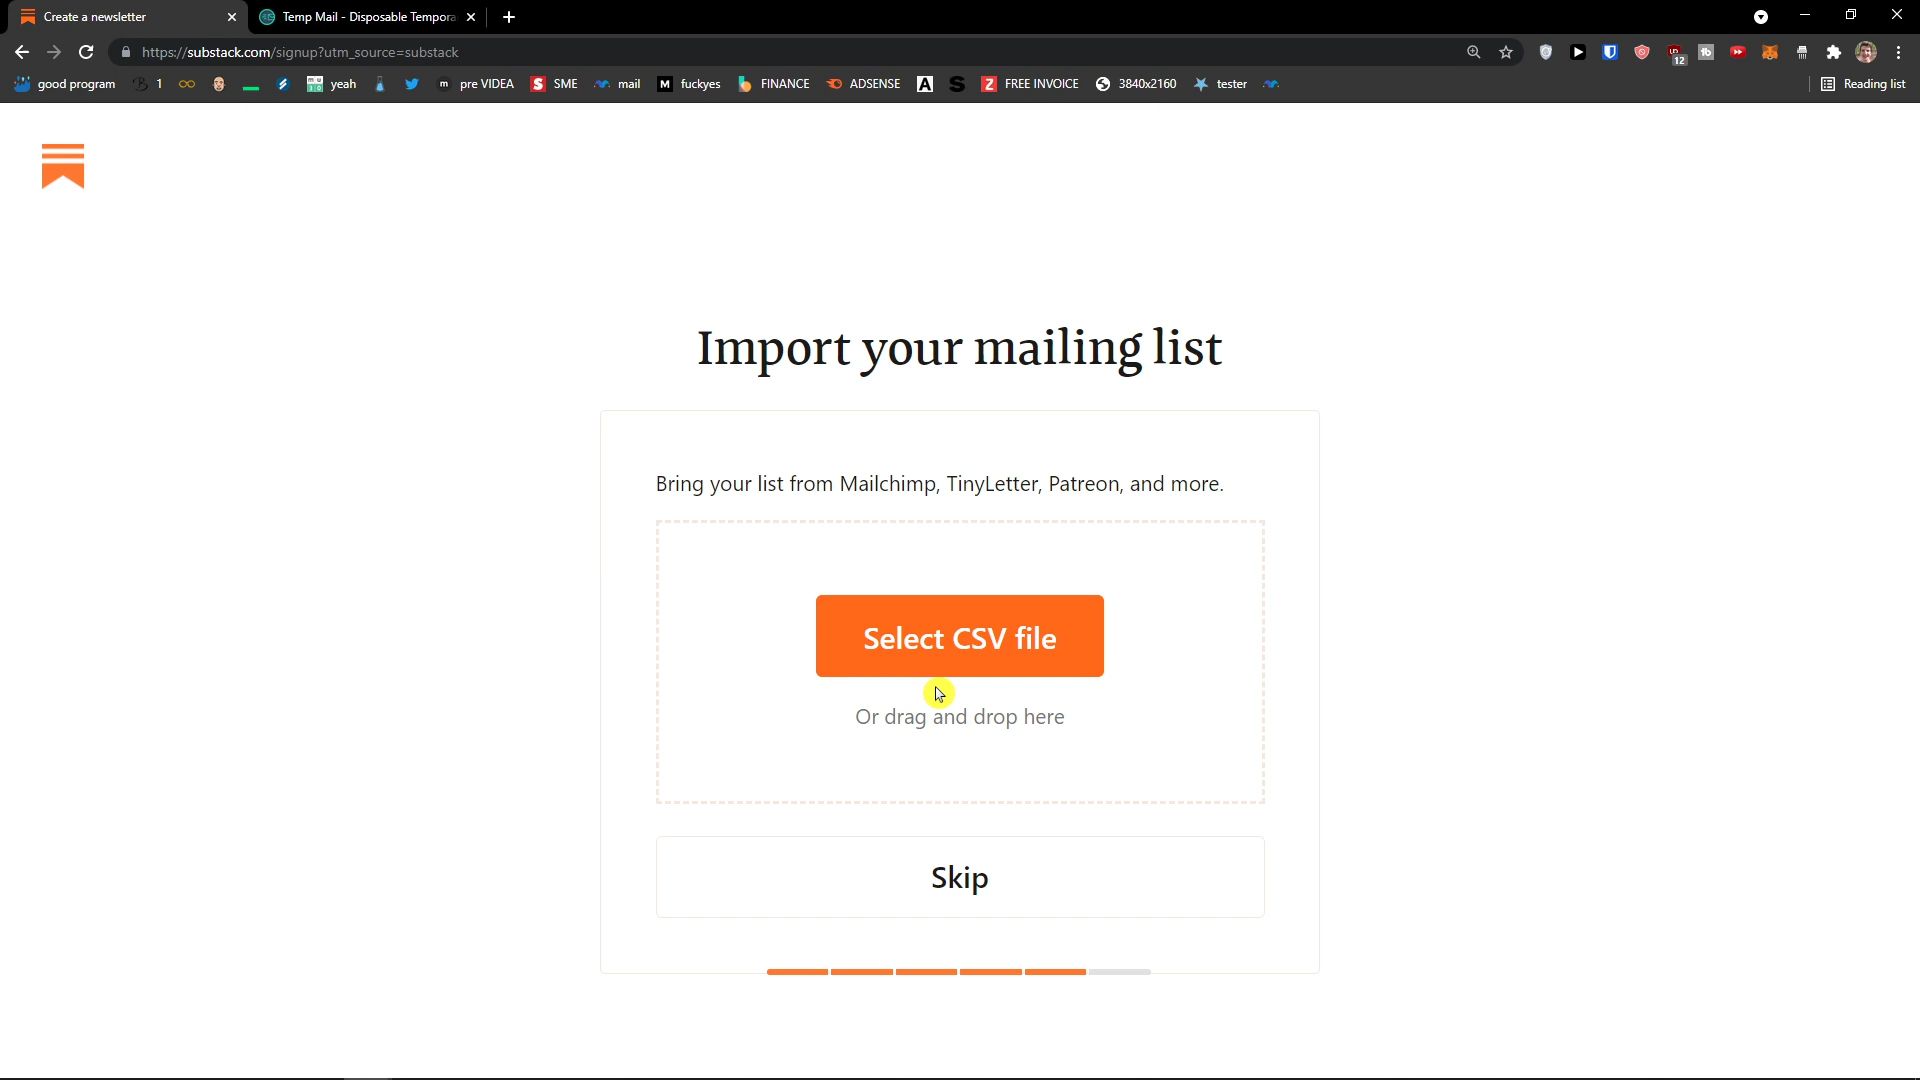 Create a newsletter
Temp Mail - Disposable Tempora
https://substack.com/signup?utm_source=substack
12
good program
1
yeah
m pre VIDEA
S SME
mail
M fuckyes
FINANCE
ADSENSE
A
S
Z FREE INVOICE
3840x2160
tester
Reading list
Import your mailing list
Bring your list from Mailchimp, TinyLetter, Patreon, and more.
Select CSV file
Or drag and drop here
Skip